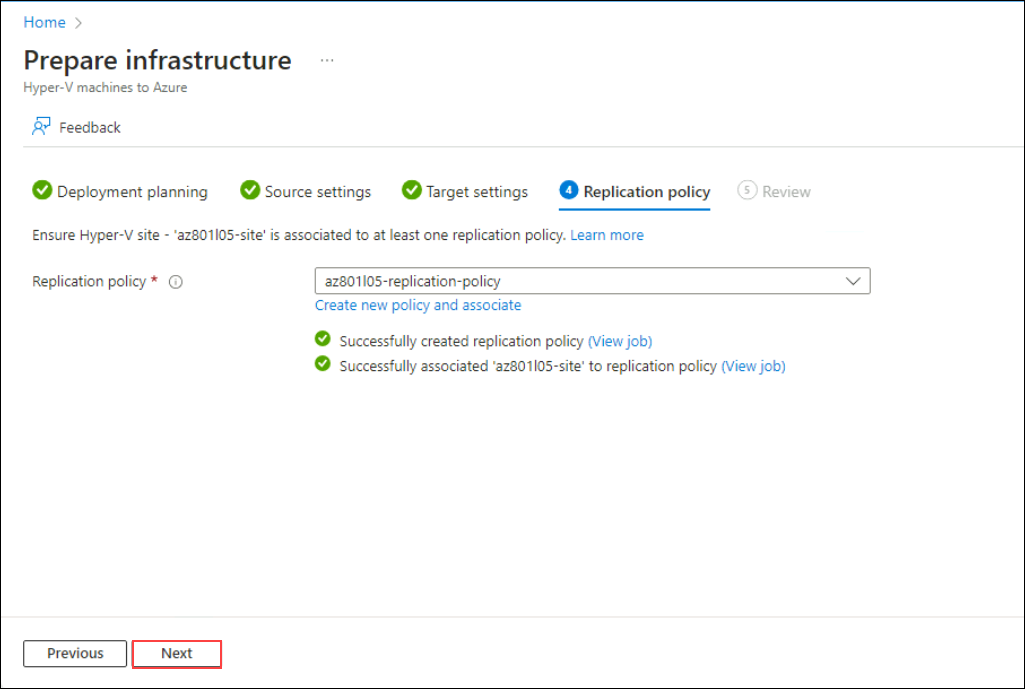 Home
Prepare infrastructure ...
Hyper-V machines to Azure
Feedback
Deployment planning Source settings Target settings 4 Replication policy 5 Review
Ensure Hyper-V site - 'az801l05-site' is associated to at least one replication policy. Learn more
Replication policy * az801l05-replication-policy
Create new policy and associate
Successfully created replication policy (View job)
Successfully associated 'az801l05-site' to replication policy (View job)
Previous Next